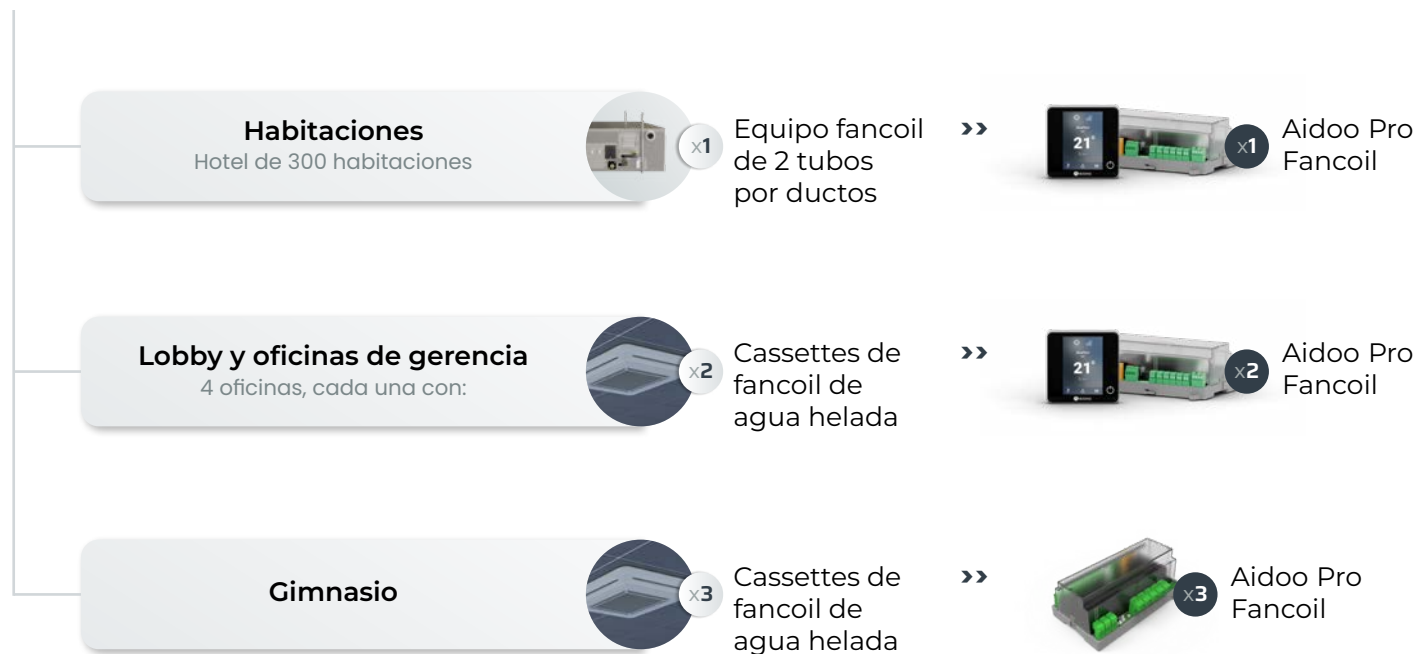 Habitaciones
Hotel de 300 habitaciones
x1
Equipo fancoil
de 2 tubos
por ductos
››
21°
x1
Aidoo Pro
Fancoil
Lobby y oficinas de gerencia
4 oficinas, cada una con:
x2
Cassettes de
fancoil de
agua helada
››
21°
x2
Aidoo Pro
Fancoil
Gimnasio
x3
Cassettes de
fancoil de
agua helada
››
x3
Aidoo Pro
Fancoil